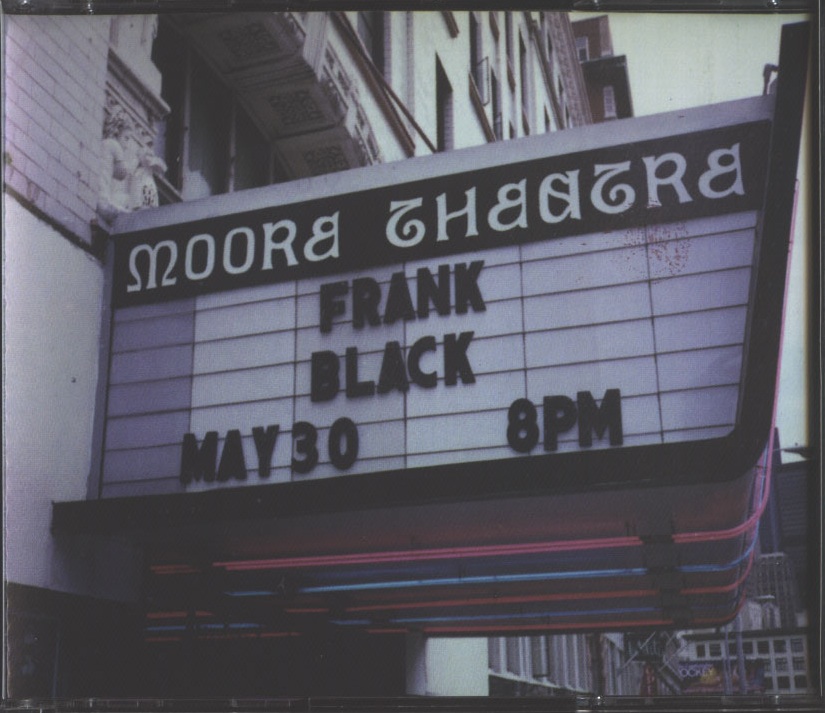 MOORE THEATRE
FRANK
BLACK
MAY 30 8PM